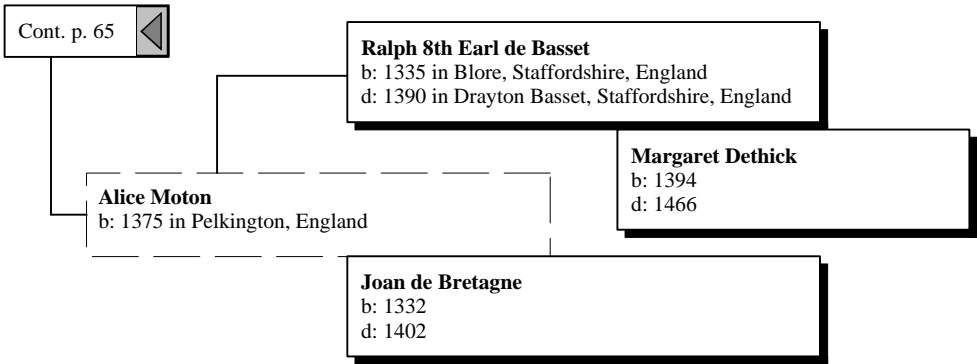 Cont. p. 65
Ralph 8th Earl de Basset
b: 1335 in Blore, Staffordshire, England
d: 1390 in Drayton Basset, Staffordshire, England
Margaret Dethick
b: 1394
d: 1466
Alice Moton
b: 1375 in Pelkington, England
Joan de Bretagne
b: 1332
d: 1402